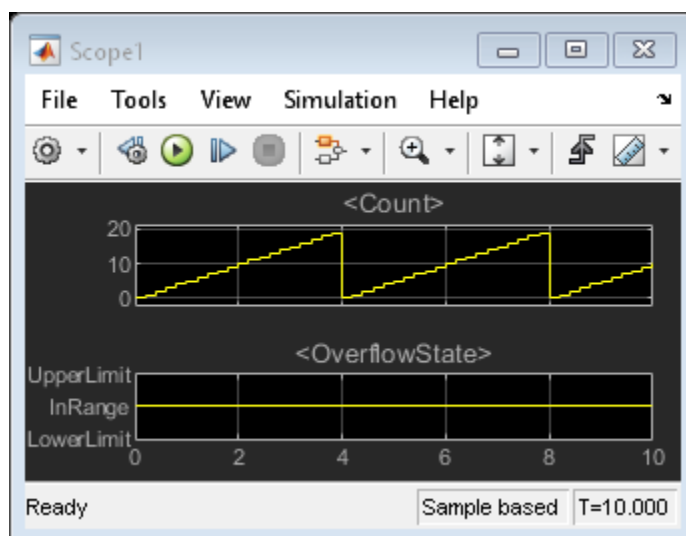 Scope1
File Tools View Simulation Help
<Count>
20
10
0
<OverflowState>
UpperLimit
InRange
LowerLimit
0 2 4 6 8 10
Ready Sample based T=10.000